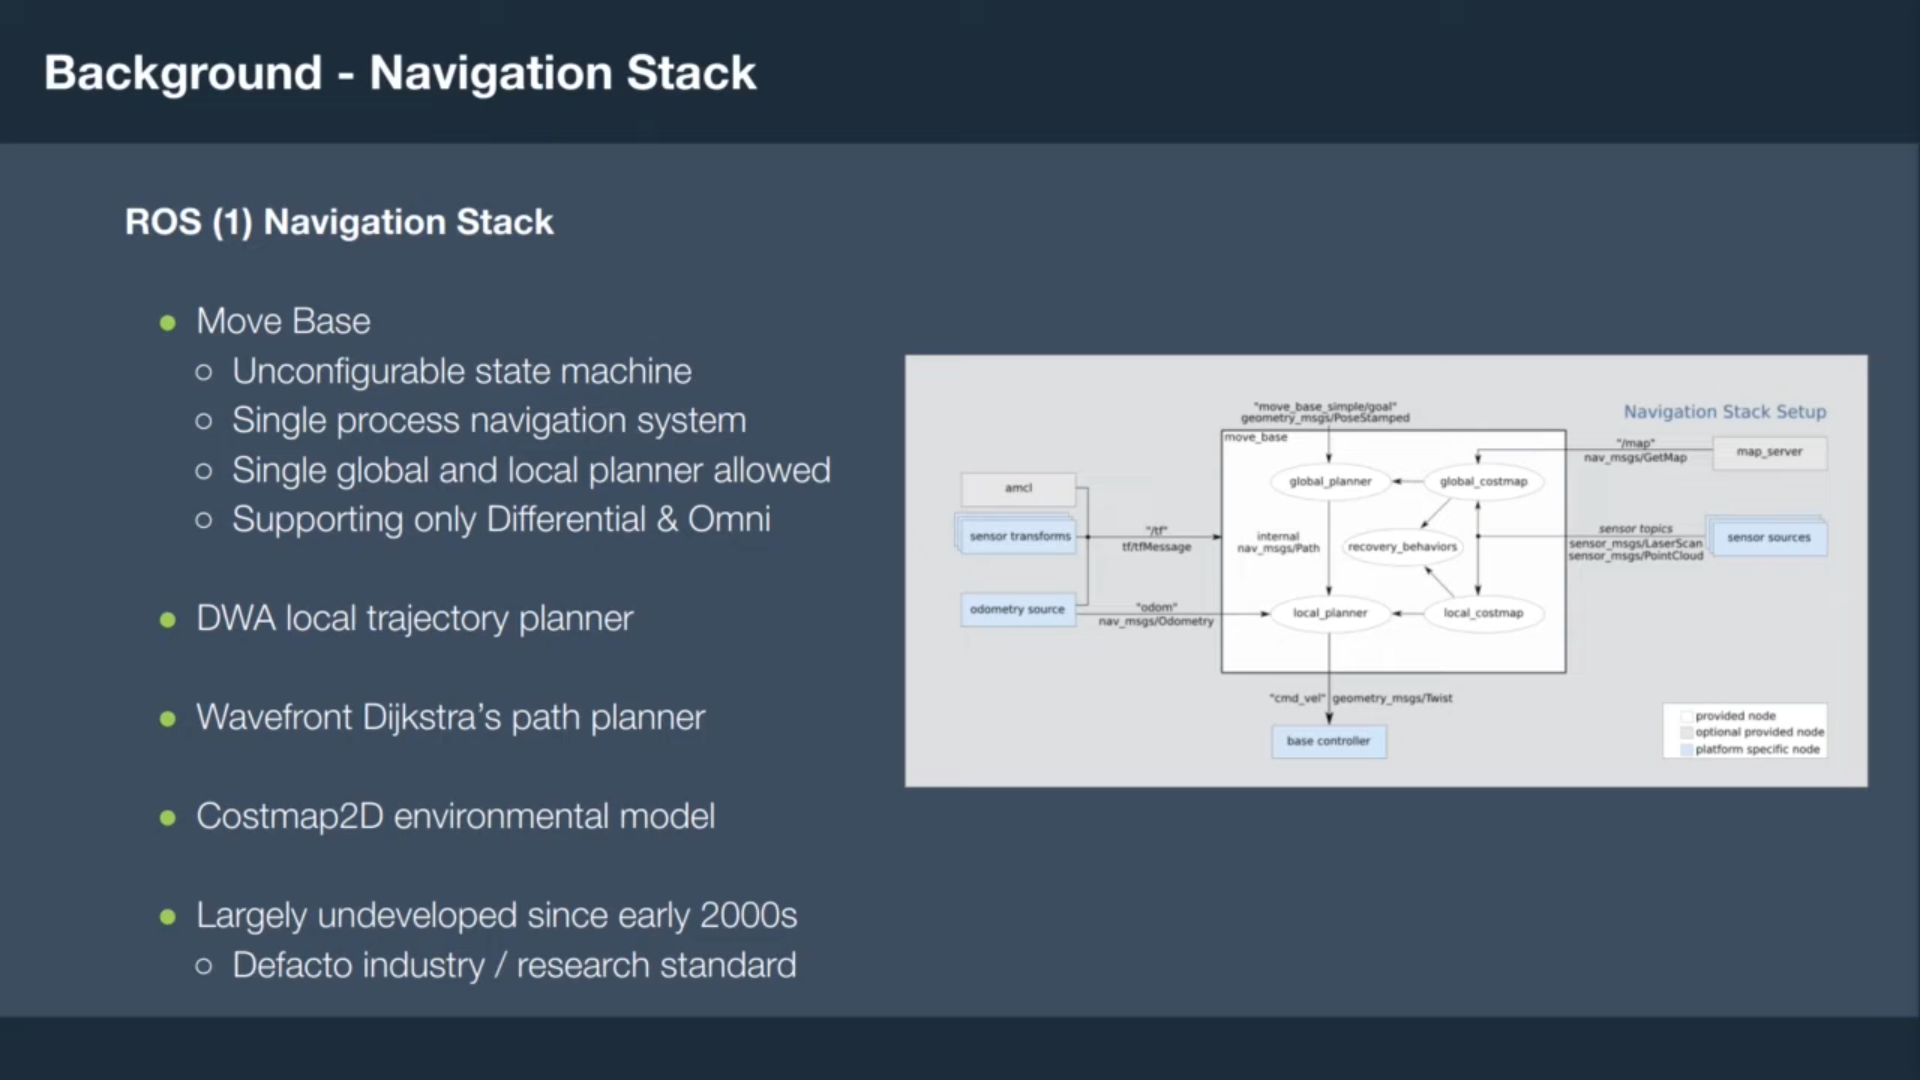 Background - Navigation Stack
ROS (1) Navigation Stack
Move Base
Unconfigurable state machine
Single process navigation system
Single global and local planner allowed
Supporting only Differential & Omni
DWA local trajectory planner
Wavefront Dijkstra's path planner
Costmap2D environmental model
Largely undeveloped since early 2000s
Defacto industry / research standard
Navigation Stack Setup
"move_base_simple/goal"
geometry_msgs/PoseStamped
move_base
"/map"
nav_msgs/GetMap
map_server
global_planner
global_costmap
amcl
sensor transforms
"/tf"
tf/tfMessage
internal
nav_msgs/Path
recovery_behaviors
sensor topics
sensor_msgs/LaserScan
sensor_msgs/PointCloud
sensor sources
odometry source
"odom"
nav_msgs/Odometry
local_planner
local_costmap
"cmd_vel" geometry_msgs/Twist
base controller
provided node
optional provided node
platform specific node